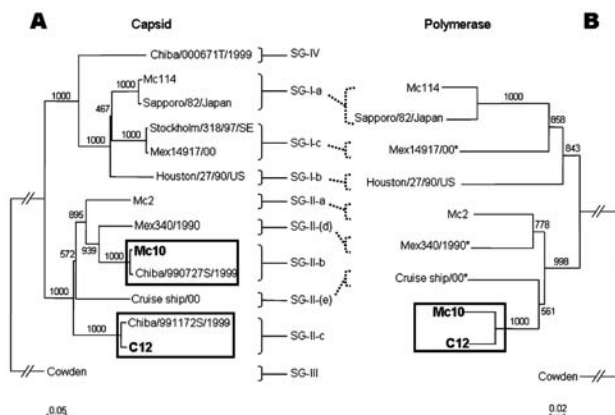 A Capsid Polymerase B
Chiba/000671T/1999 SG-IV
1000
Mc114 Mc114
1000 SG-I-a 1000
467 Sapporo/82/Japan Sapporo/82/Japan
858
Stockholm/318/97/SE
1000 1000 SG-I-c Mex14917/00*
Mex14917/00 843
Houston/27/90/US SG-I-b Houston/27/90/US
Mc2 SG-II-a Mc2
895
Mex340/1990 SG-II-(d) 778
939 Mc10 Mex340/1990*
572 1000 SG-II-b
Chiba/990727S/1999 998
Cruise ship/00*
1000 Cruise ship/00 SG-II-(e)
561
Chiba/991172S/1999 Mc10
1000 SG-II-c 1000
C12 C12
Cowden SG-III Cowden
0.05 0.02